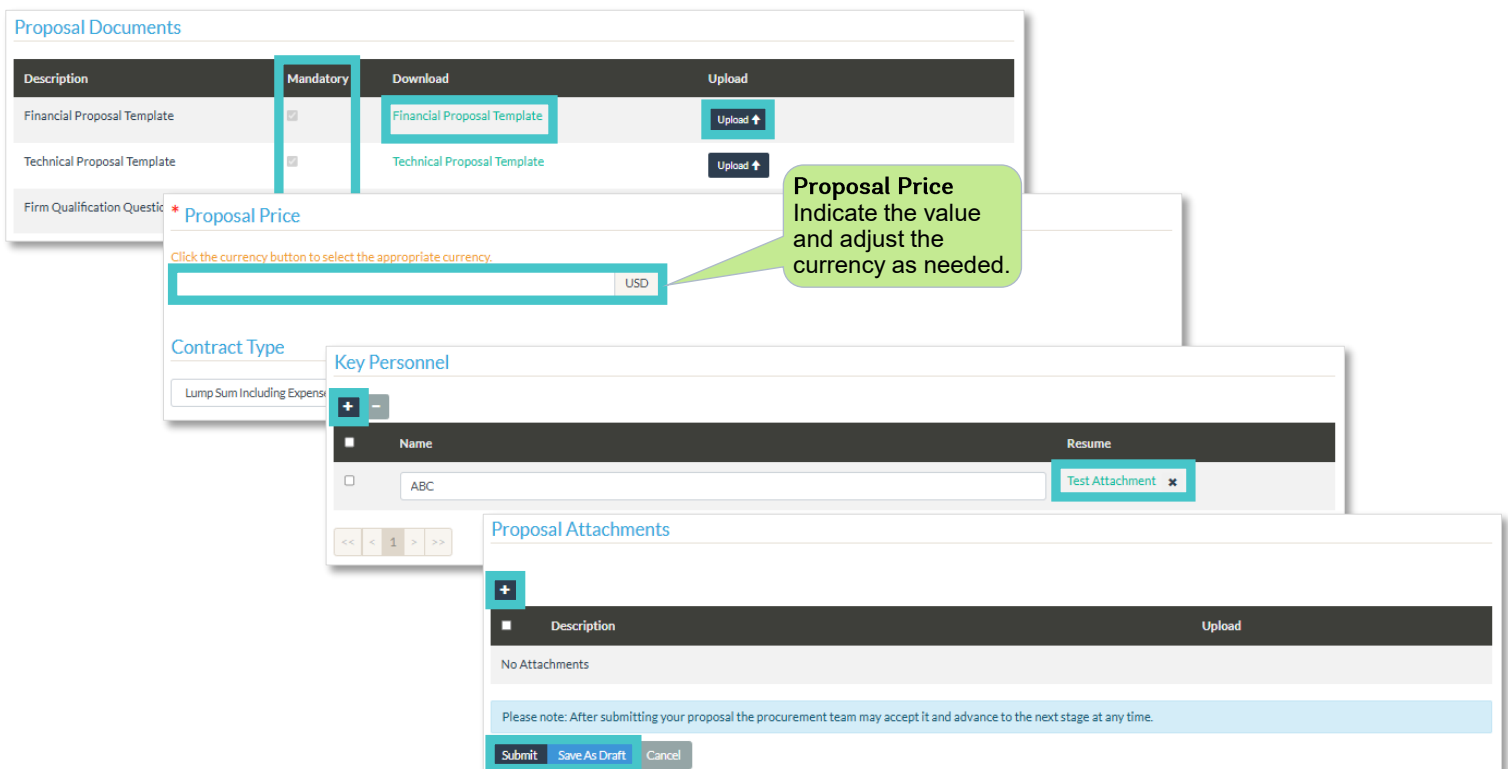 Proposal Documents
Description Mandatory Download Upload
Financial Proposal Template Financial Proposal Template Upload
Technical Proposal Template Technical Proposal Template Upload
Firm Qualification
* Proposal Price
Click the currency button to select the appropriate currency.
USD
Proposal Price
Indicate the value
and adjust the
currency as needed.
Contract Type
Lump Sum Including
Key Personnel
+ -
Name Resume
ABC Test Attachment ×
<< < 1 > >>
Proposal Attachments
+
Description Upload
No Attachments
Please note: After submitting your proposal the procurement team may accept it and advance to the next stage at any time.
Submit Save As Draft Cancel